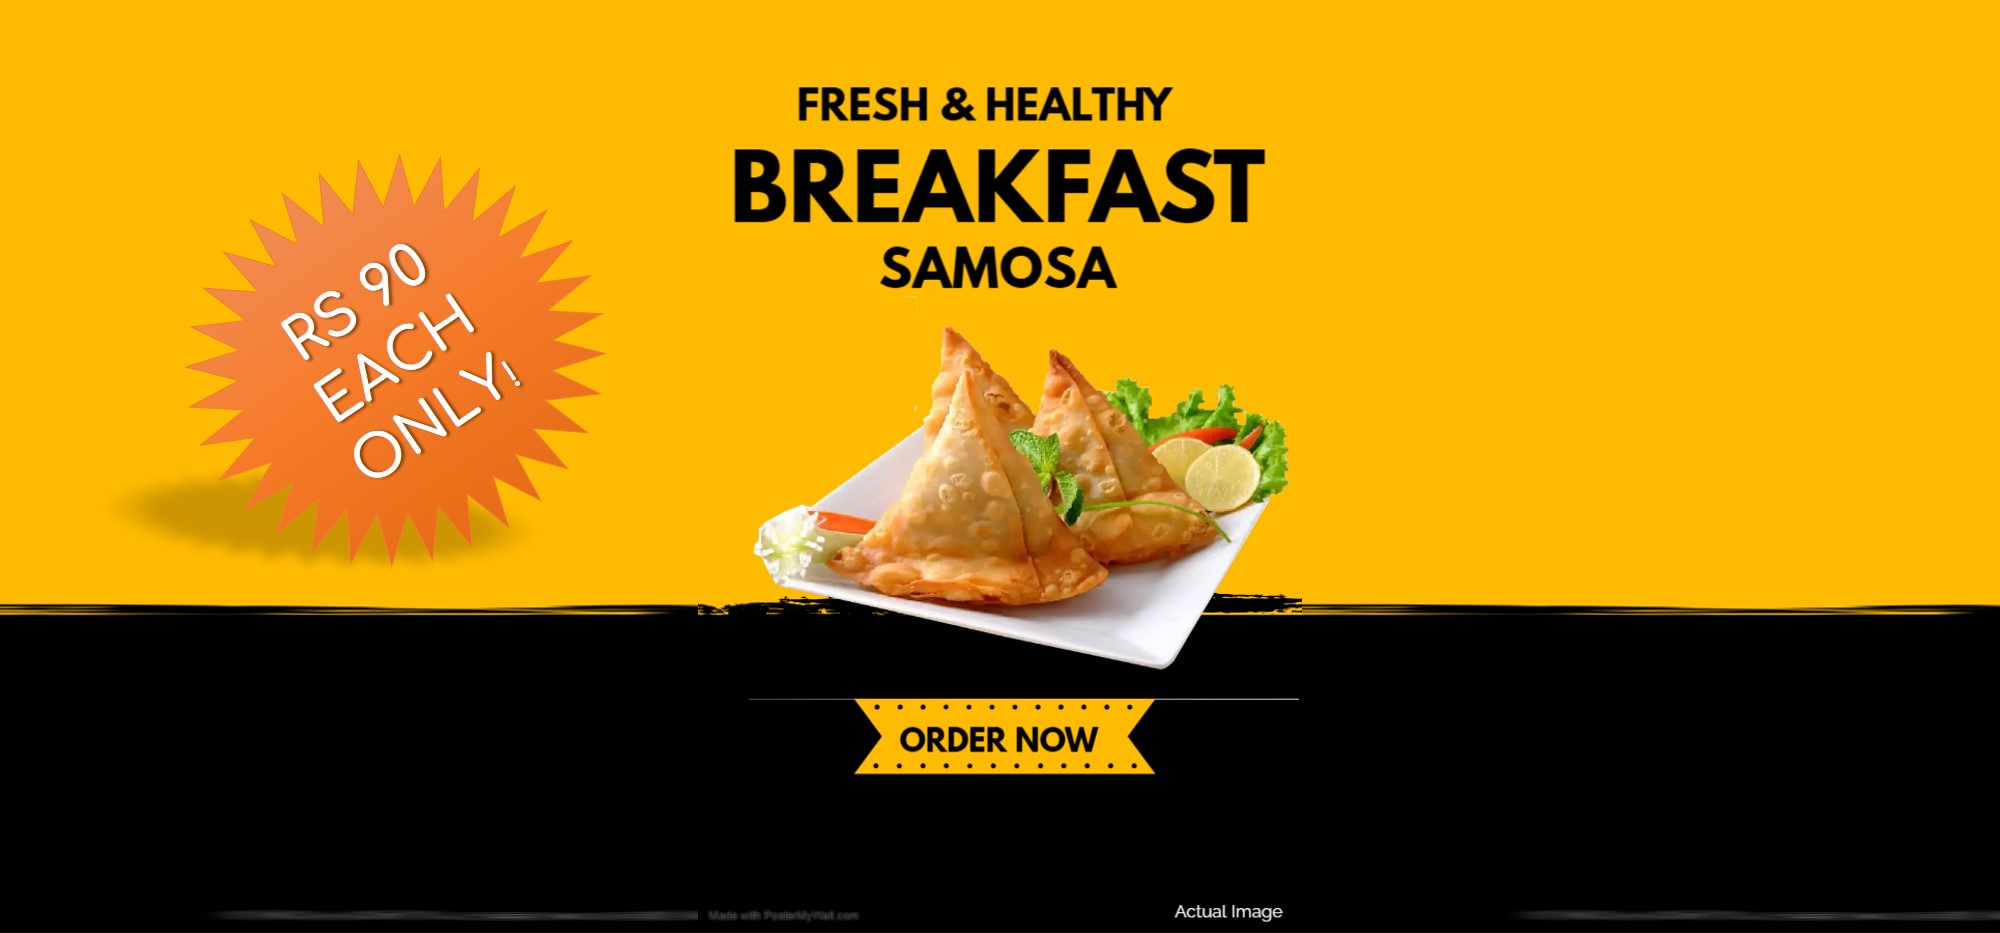 FRESH & HEALTHY
BREAKFAST
SAMOSA
RS 90
EACH
ONLY!
ORDER NOW
Made with PosterMyWall.com
Actual Image